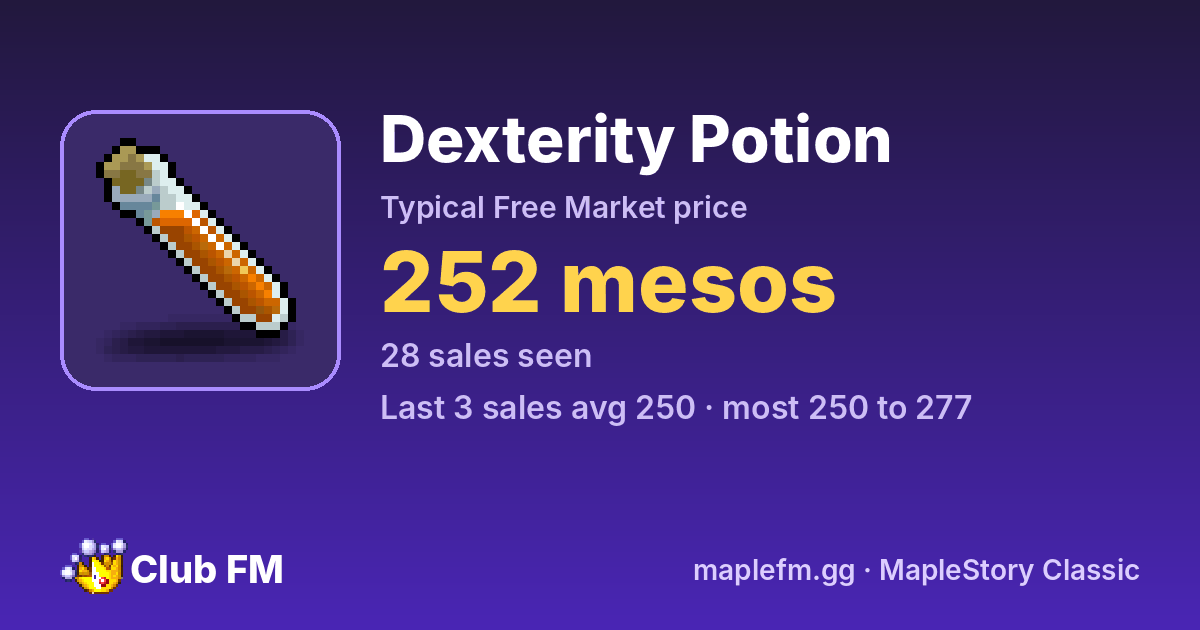 Dexterity Potion
Typical Free Market price
252 mesos
28 sales seen
Last 3 sales avg 250 · most 250 to 277
Club FM
maplefm.gg · MapleStory Classic